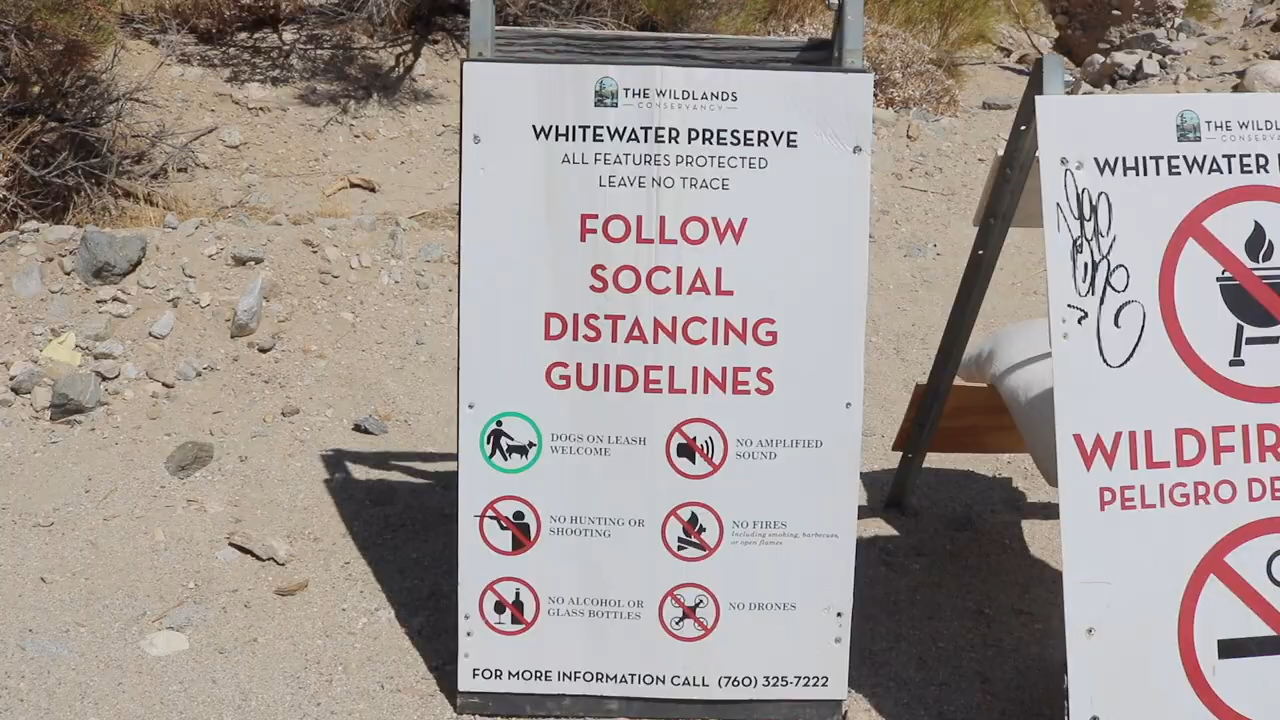 THE WILDLANDS
CONSERVANCY
WHITEWATER PRESERVE
ALL FEATURES PROTECTED
LEAVE NO TRACE
FOLLOW
SOCIAL
DISTANCING
GUIDELINES
DOGS ON LEASH
WELCOME
NO AMPLIFIED
SOUND
NO HUNTING OR
SHOOTING
NO FIRES
Including smoking, barbecues,
or open flames
NO ALCOHOL OR
GLASS BOTTLES
NO DRONES
FOR MORE INFORMATION CALL (760) 325-7222
THE WILDL
CONSERV
WHITEWATER
WILDFIR
PELIGRO DE